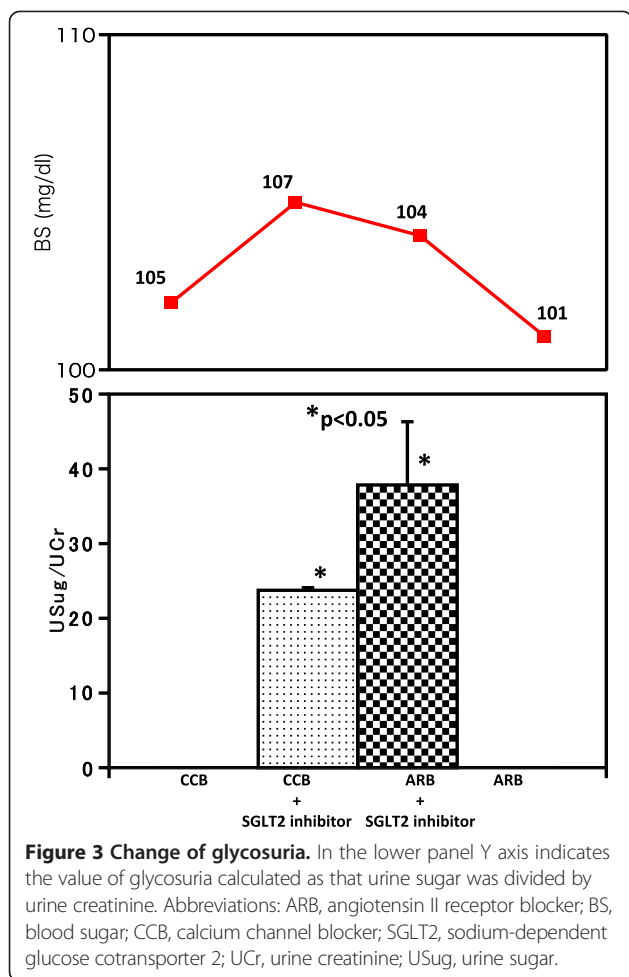 110
BS (mg/dl)
107
104
105
101
100
50
*p<0.05
*
40
*
30
USug/UCr
20
10
0
CCB CCB ARB ARB
+ +
SGLT2 inhibitor SGLT2 inhibitor
Figure 3 Change of glycosuria. In the lower panel Y axis indicates
the value of glycosuria calculated as that urine sugar was divided by
urine creatinine. Abbreviations: ARB, angiotensin II receptor blocker; BS,
blood sugar; CCB, calcium channel blocker; SGLT2, sodium-dependent
glucose cotransporter 2; UCr, urine creatinine; USug, urine sugar.